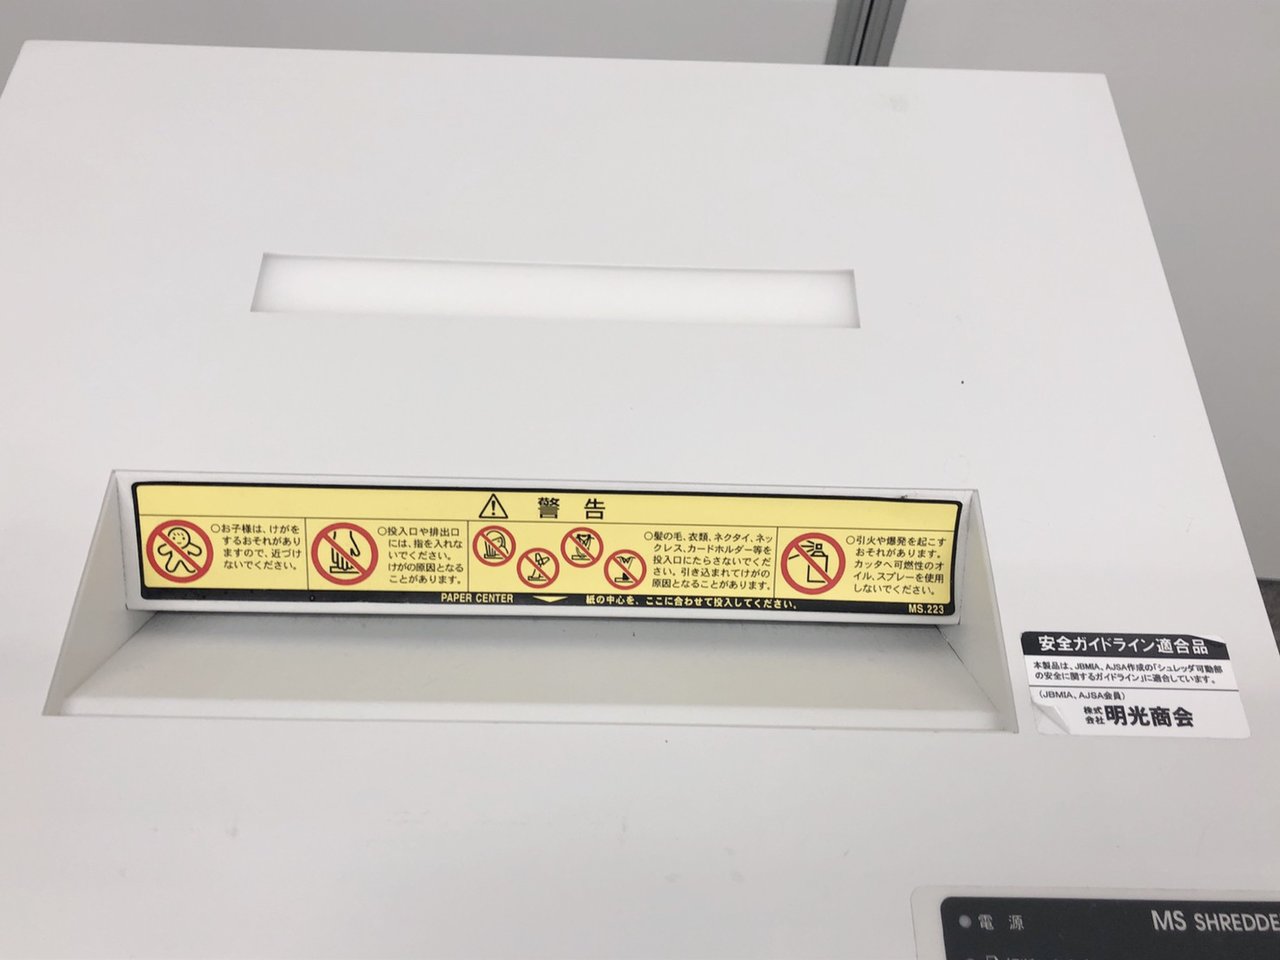 警告
○お子様は、けがを
するおそれがあり
ますので、近づけ
ないでください。
○投入口や排出口
には、指を入れな
いでください。
けがの原因となる
ことがあります。
○髪の毛、衣類、ネクタイ、ネッ
クレス、カードホルダー等を
投入口にたらさないでくだ
さい。引き込まれてけがの
原因となることがあります。
○引火や爆発を起こす
おそれがあります。
カッタへ可燃性のオ
イル、スプレーを使用
しないでください。
PAPER CENTER 紙の中心を、ここに合わせて投入してください。
MS.223
安全ガイドライン適合品
本製品は、JBMIA、AJSA作成の「シュレッダ可動部
の安全に関するガイドライン」に適合しています。
(JBMIA、AJSA会員)
株式会社 明光商会
電源
MS SHREDDE